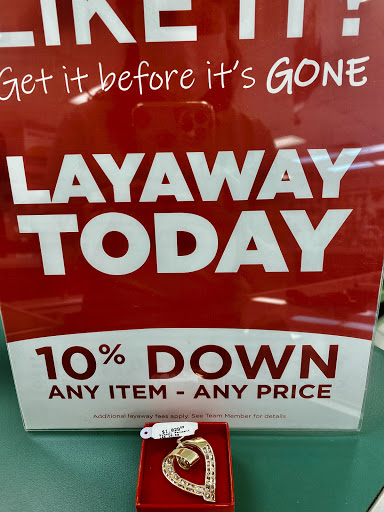 LIKE IT?
Get it before it's GONE
LAYAWAY
TODAY
10% DOWN
ANY ITEM - ANY PRICE
Additional layaway fees apply. See Team Member for details